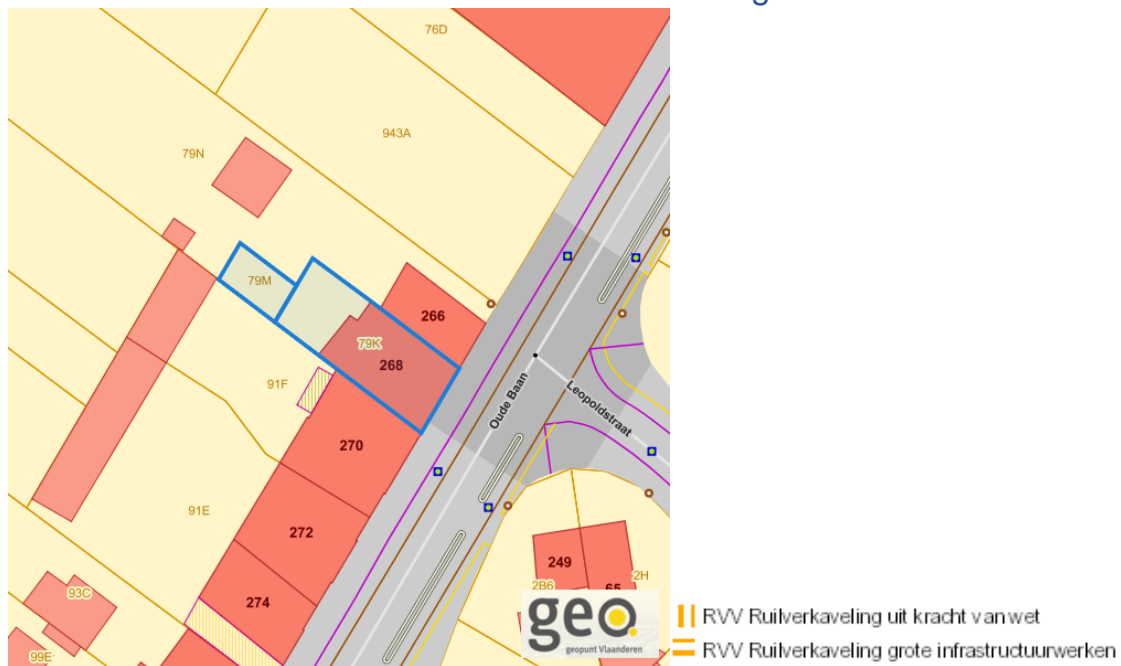 g
76D
943A
79N
79M
266
79K
268
91F
Oude Baan
Leopoldstraat
270
91E
272
249
2B6
65
2H
93C
274
99E
geo
geopunt Vlaanderen
RVV Ruilverkaveling uit kracht van wet
RVV Ruilverkaveling grote infrastructuurwerken